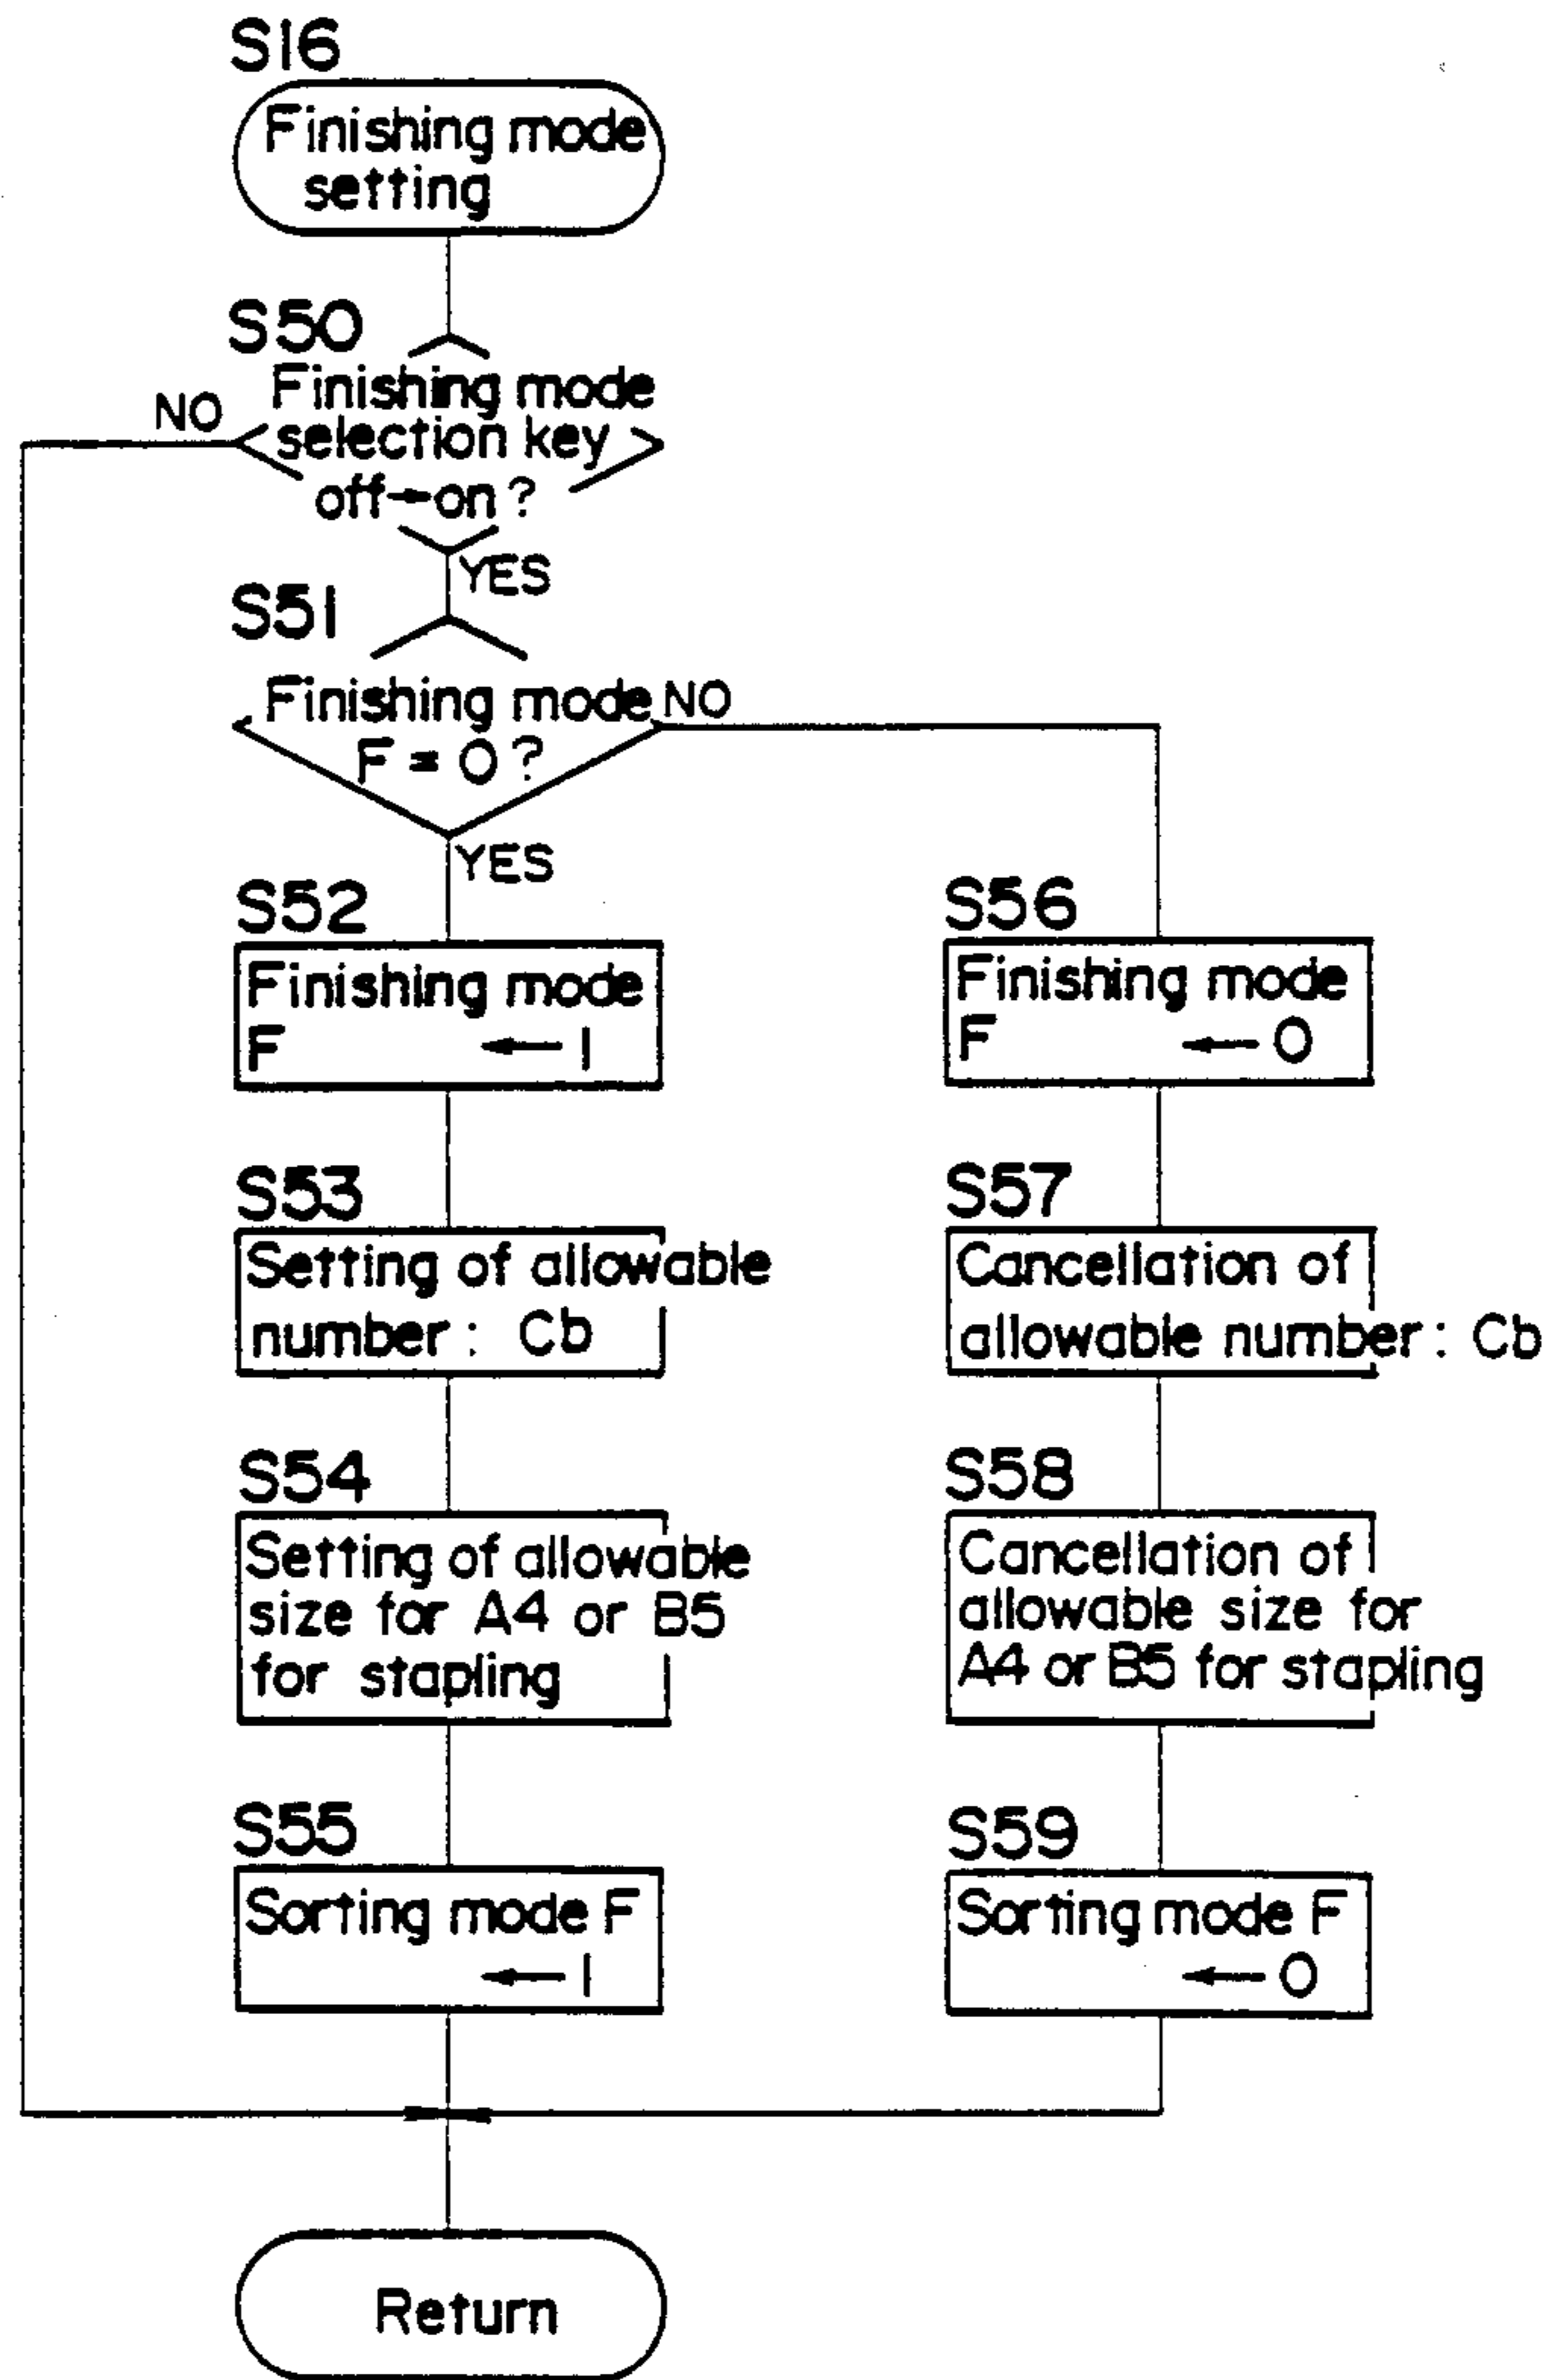 S16
Finishing mode
setting
S50
Finishing mode
selection key
off→on?
NO
YES
S51
Finishing mode
F = 0?
NO
YES
S52
Finishing mode
F ← 1
S53
Setting of allowable
number: Cb
S54
Setting of allowable
size for A4 or B5
for stapling
S55
Sorting mode F
← 1
S56
Finishing mode
F ← 0
S57
Cancellation of
allowable number: Cb
S58
Cancellation of
allowable size for
A4 or B5 for stapling
S59
Sorting mode F
← 0
Return